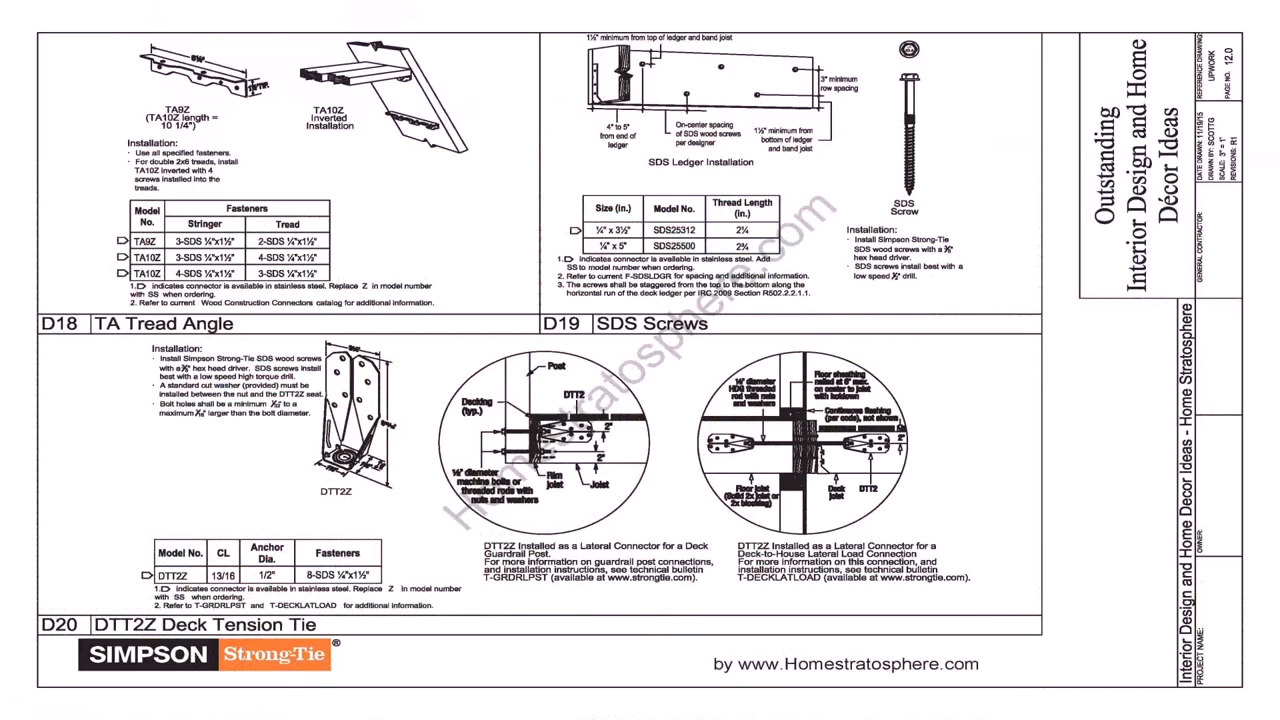 TA9Z
(TA10Z length =
10 1/4")
TA10Z
Inverted
Installation
Installation:
· Use all specified fasteners.
· For double 2x6 treads, install
TA10Z inverted with 4
screws installed into the
treads.
Model No. Fasteners
Stringer Tread
TA9Z 3-SDS ¼"x1½" 2-SDS ¼"x1½"
TA10Z 3-SDS ¼"x1½" 4-SDS ¼"x1½"
TA10Z 4-SDS ¼"x1½" 3-SDS ¼"x1½"
1. indicates connector is available in stainless steel. Replace Z in model number
with SS when ordering.
2. Refer to current Wood Construction Connectors catalog for additional information.
D18 TA Tread Angle
1½" minimum from top of ledger and band joist
3" minimum
row spacing
4" to 5"
from end of
ledger
On-center spacing
of SDS wood screws
per designer
1½" minimum from
bottom of ledger
and band joist
SDS Ledger Installation
SDS
Screw
Size (in.) Model No. Thread Length (in.)
¼" x 3½" SDS25312 2¼
¼" x 5" SDS25500 2¾
1. Indicates connector is available in stainless steel. Add
SS to model number when ordering.
2. Refer to current F-SDSLDGR for spacing and additional information.
3. The screws shall be staggered from the top to the bottom along the
horizontal run of the deck ledger per IRC 2009 Section R502.2.2.1.1.
Installation:
· Install Simpson Strong-Tie
SDS wood screws with a ⅜"
hex head driver.
· SDS screws install best with a
low speed ½" drill.
D19 SDS Screws
Installation:
· Install Simpson Strong-Tie SDS wood screws
with a ⅜" hex head driver. SDS screws install
best with a low speed high torque drill.
· A standard cut washer (provided) must be
installed between the nut and the DTT2Z seat.
· Bolt holes shall be a minimum to a
maximum larger than the bolt diameter.
DTT2Z
Post
DTT2
Decking
(typ.)
2"
2"
½" diameter
machine bolts or
threaded rods with
nuts and washers
Rim
joist
Joist
DTT2Z Installed as a Lateral Connector for a Deck
Guardrail Post.
For more information on guardrail post connections,
and installation instructions, see technical bulletin
T-GRDRLPST (available at www.strongtie.com).
½" diameter
HDG threaded
rod with nuts
and washers
Floor sheathing
nailed at 6" max.
on center to joist
with holdown
Continuous flashing
(per code), not shown
2"
Floor joist
(Solid 2x joist or
2x blocking)
Deck
joist
DTT2
DTT2Z Installed as a Lateral Connector for a
Deck-to-House Lateral Load Connection
For more Information on this connection, and
installation instructions, see technical bulletin
T-DECKLATLOAD (available at www.strongtie.com).
Model No. CL Anchor Dia. Fasteners
DTT2Z 13/16 1/2" 8-SDS ¼"x1½"
1. Indicates connector is available in stainless steel. Replace Z in model number
with SS when ordering.
2. Refer to T-GRDRLPST and T-DECKLATLOAD for additional information.
D20 DTT2Z Deck Tension Tie
SIMPSON Strong-Tie ®
by www.Homestratosphere.com
Homestratosphere.com
Outstanding
Interior Design and Home
Décor Ideas
REFERENCE DRAWING:
UPWORK
PAGE NO. 12.0
DATE DRAWN: 11/19/15
DRAWN BY: SCOTTG
SCALE: 3" = 1"
REVISIONS: R1
GENERAL CONTRACTOR:
OWNER:
Interior Design and Home Decor Ideas - Home Stratosphere
PROJECT NAME: